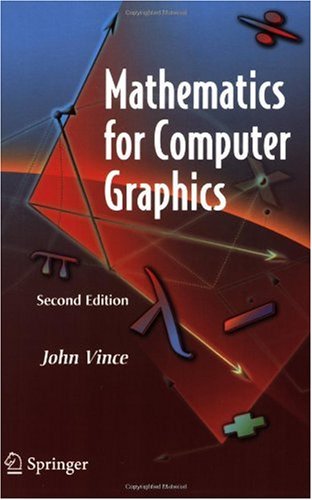 Mathematics
for Computer
Graphics
π
λ
Second Edition
John Vince
Springer